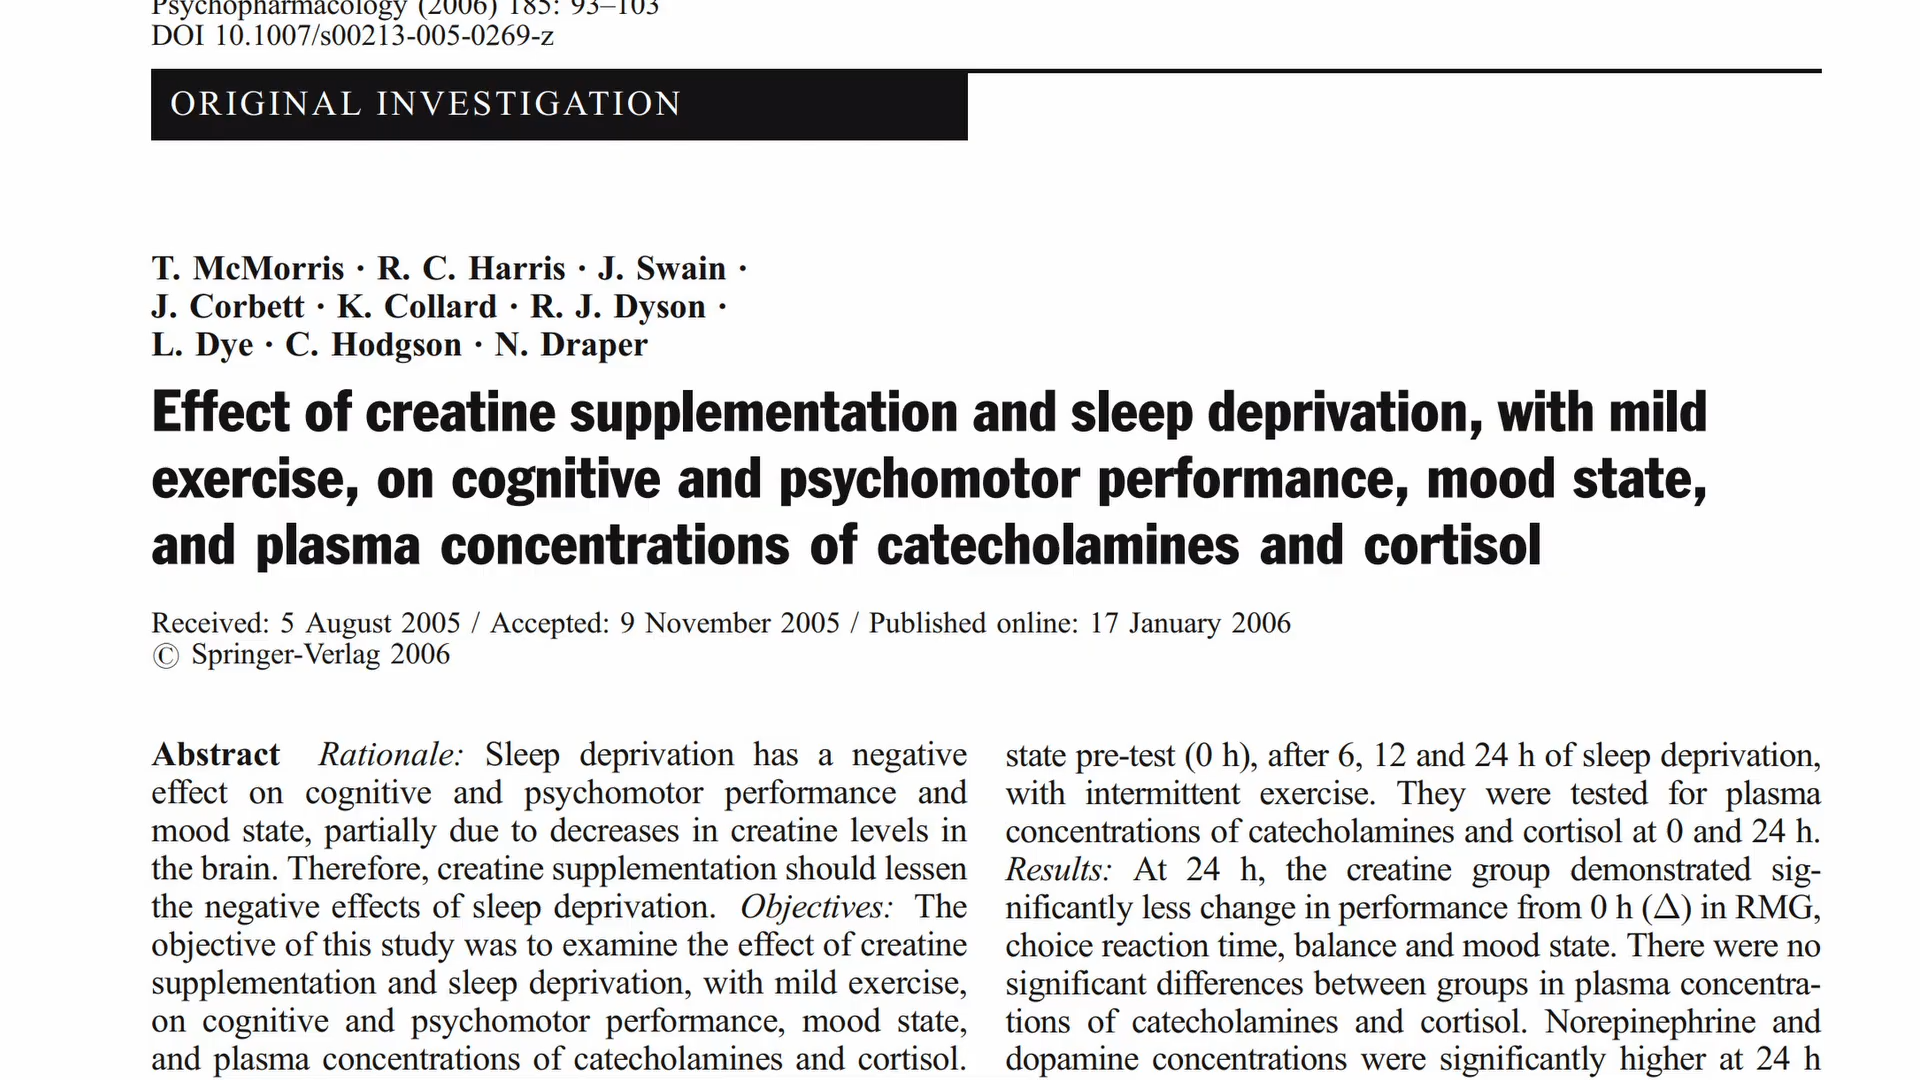 Psychopharmacology (2006) 185: 93–103
DOI 10.1007/s00213-005-0269-z
ORIGINAL INVESTIGATION
T. McMorris · R. C. Harris · J. Swain ·
J. Corbett · K. Collard · R. J. Dyson ·
L. Dye · C. Hodgson · N. Draper
Effect of creatine supplementation and sleep deprivation, with mild
exercise, on cognitive and psychomotor performance, mood state,
and plasma concentrations of catecholamines and cortisol
Received: 5 August 2005 / Accepted: 9 November 2005 / Published online: 17 January 2006
© Springer-Verlag 2006
Abstract Rationale: Sleep deprivation has a negative
effect on cognitive and psychomotor performance and
mood state, partially due to decreases in creatine levels in
the brain. Therefore, creatine supplementation should lessen
the negative effects of sleep deprivation. Objectives: The
objective of this study was to examine the effect of creatine
supplementation and sleep deprivation, with mild exercise,
on cognitive and psychomotor performance, mood state,
and plasma concentrations of catecholamines and cortisol.
state pre-test (0 h), after 6, 12 and 24 h of sleep deprivation,
with intermittent exercise. They were tested for plasma
concentrations of catecholamines and cortisol at 0 and 24 h.
Results: At 24 h, the creatine group demonstrated sig-
nificantly less change in performance from 0 h (Δ) in RMG,
choice reaction time, balance and mood state. There were no
significant differences between groups in plasma concentra-
tions of catecholamines and cortisol. Norepinephrine and
dopamine concentrations were significantly higher at 24 h